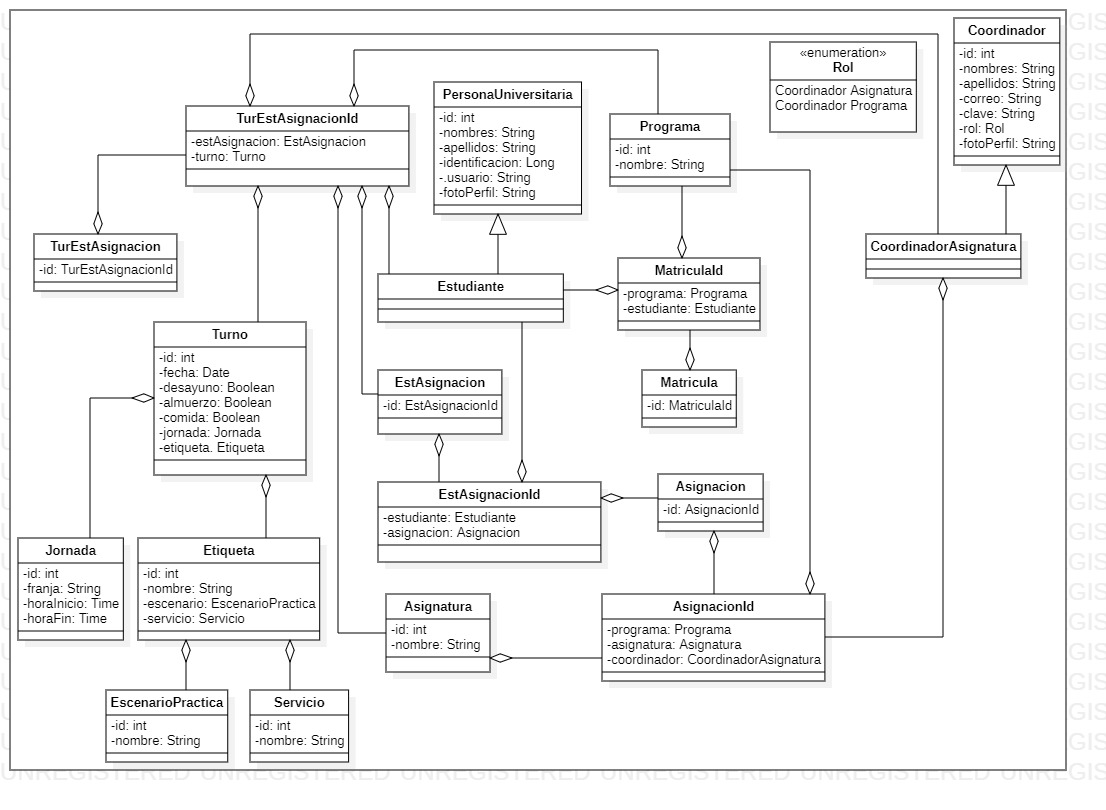 Coordinador
-id: int
-nombres: String
-apellidos: String
-correo: String
-clave: String
-rol: Rol
-fotoPerfil: String
«enumeration»
Rol
Coordinador Asignatura
Coordinador Programa
PersonaUniversitaria
-id: int
-nombres: String
-apellidos: String
-identificacion: Long
-.usuario: String
-fotoPerfil: String
TurEstAsignacionId
-estAsignacion: EstAsignacion
-turno: Turno
Programa
-id: int
-nombre: String
TurEstAsignacion
-id: TurEstAsignacionId
CoordinadorAsignatura
Estudiante
MatriculaId
-programa: Programa
-estudiante: Estudiante
Turno
-id: int
-fecha: Date
-desayuno: Boolean
-almuerzo: Boolean
-comida: Boolean
-jornada: Jornada
-etiqueta. Etiqueta
EstAsignacion
-id: EstAsignacionId
Matricula
-id: MatriculaId
EstAsignacionId
-estudiante: Estudiante
-asignacion: Asignacion
Asignacion
-id: AsignacionId
Jornada
-id: int
-franja: String
-horaInicio: Time
-horaFin: Time
Etiqueta
-id: int
-nombre: String
-escenario: EscenarioPractica
-servicio: Servicio
Asignatura
-id: int
-nombre: String
AsignacionId
-programa: Programa
-asignatura: Asignatura
-coordinador: CoordinadorAsignatura
EscenarioPractica
-id: int
-nombre: String
Servicio
-id: int
-nombre: String
UNREGISTERED UNREGISTERED UNREGISTERED UNREGISTERED UNREGISTERED UNREGIS